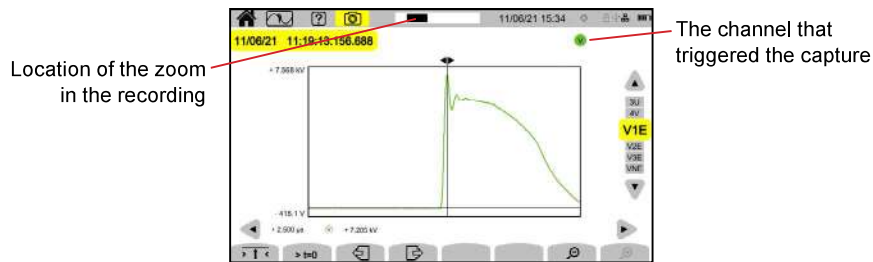 ?
11/06/21 15:34
11/06/21 11:19:13.156.688
V
The channel that
triggered the capture
Location of the zoom
in the recording
+ 7.568 kV
3U
4V
V1E
V2E
V3E
VNE
- 418.1 V
+ 2.500 µs
+ 7.200 kV
> t=0